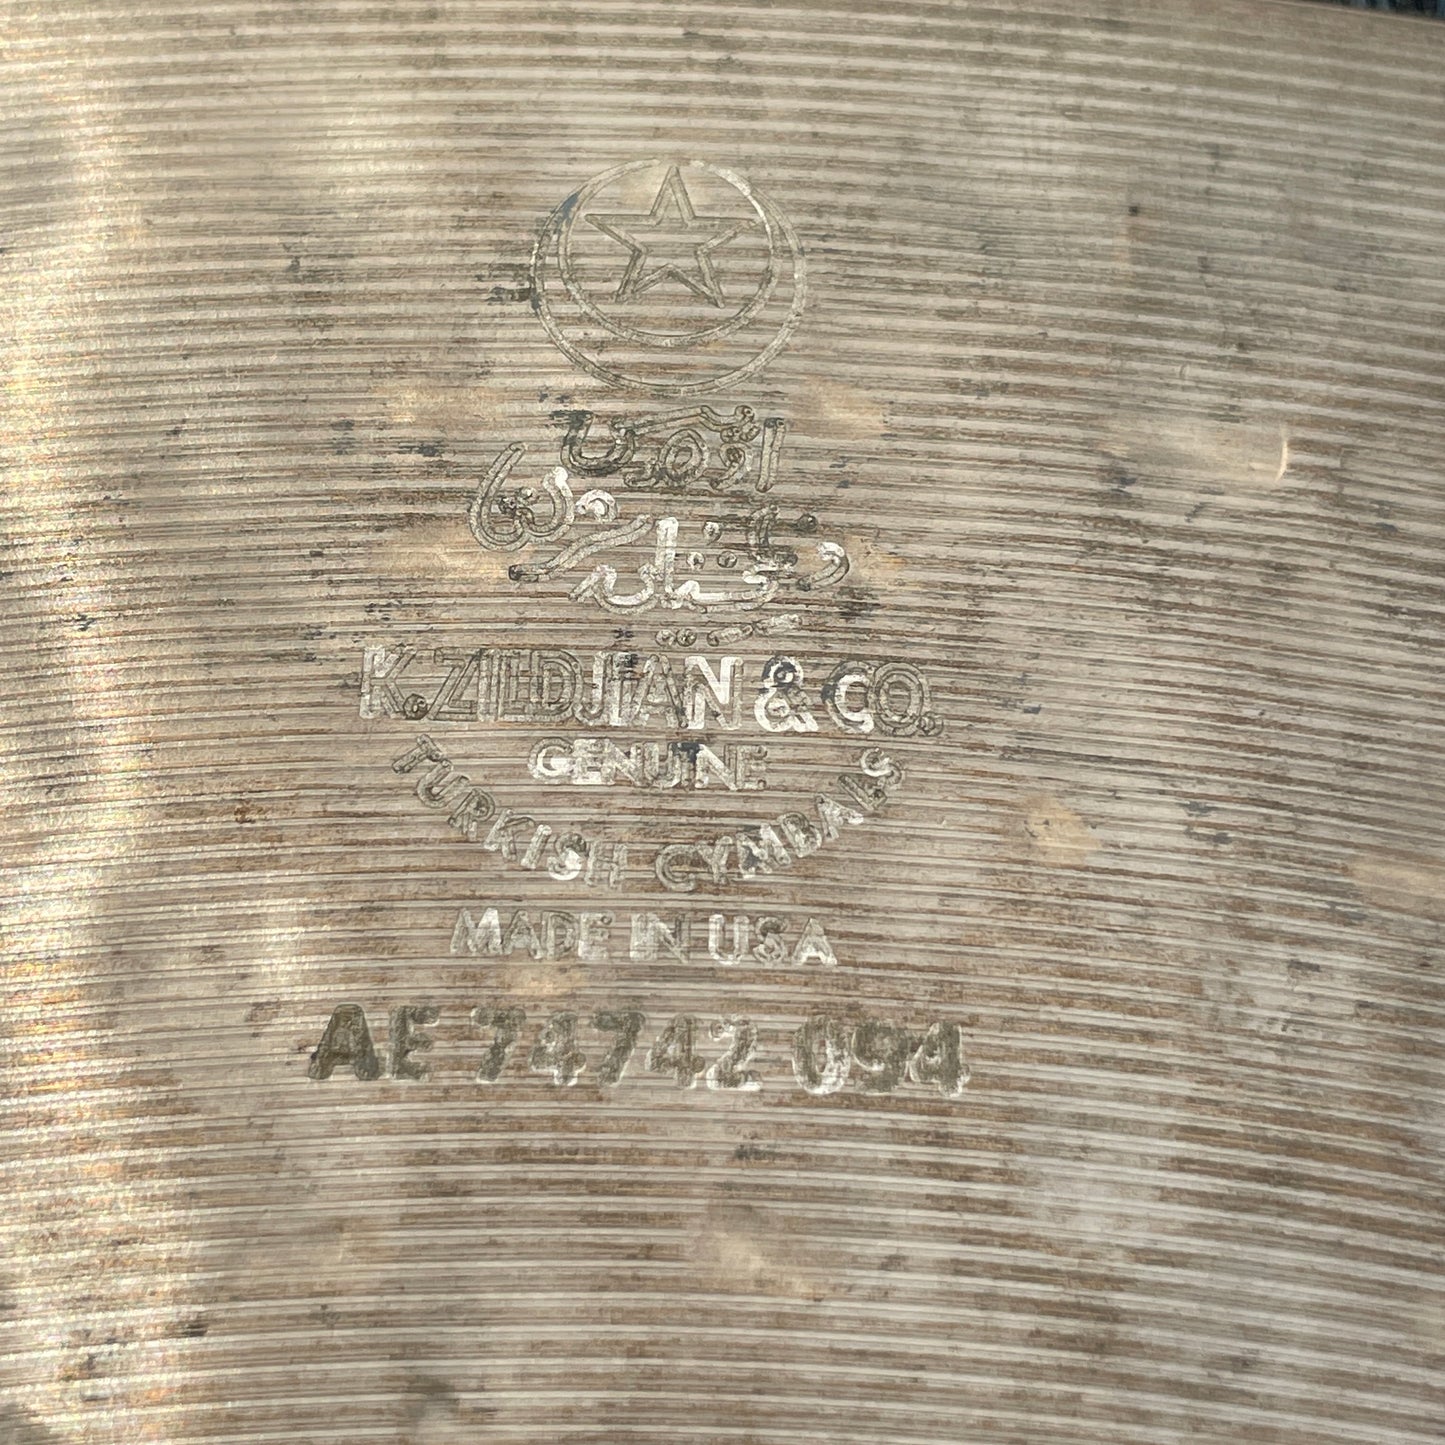 K. ZILDJIAN & CO.
GENUINE
TURKISH CYMBALS
MADE IN USA
AE 74742 094